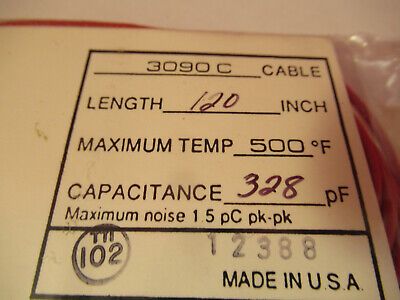 3090 C CABLE
LENGTH 120 INCH
MAXIMUM TEMP 500 °F
CAPACITANCE 328 pF
Maximum noise 1 5 pC pk-pk
102
12388
MADE IN U.S.A.